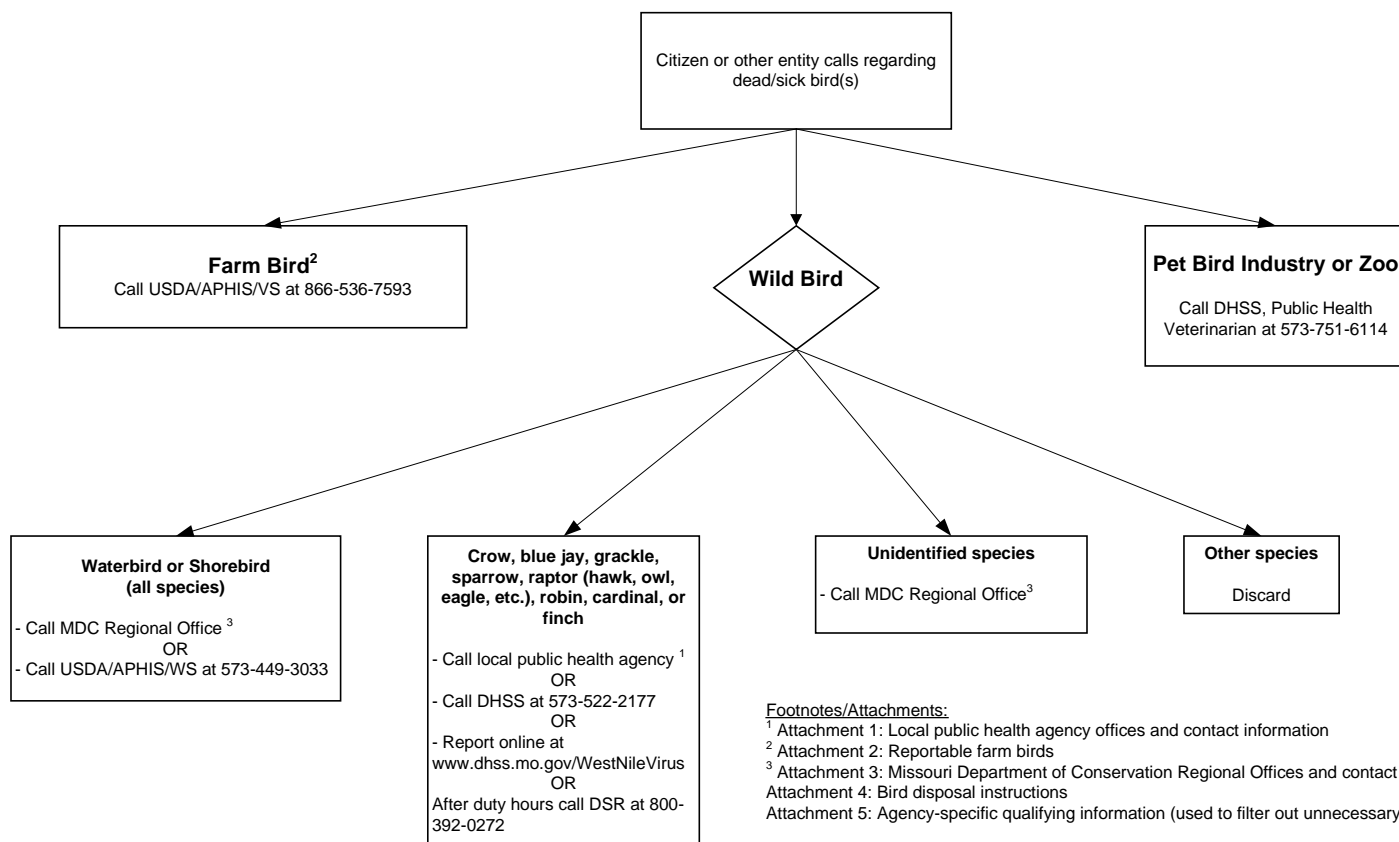 Citizen or other entity calls regarding
dead/sick bird(s)
Farm Bird²
Call USDA/APHIS/VS at 866-536-7593
Wild Bird
Pet Bird Industry or Zoo
Call DHSS, Public Health
Veterinarian at 573-751-6114
Waterbird or Shorebird
(all species)
- Call MDC Regional Office ³
OR
- Call USDA/APHIS/WS at 573-449-3033
Crow, blue jay, grackle,
sparrow, raptor (hawk, owl,
eagle, etc.), robin, cardinal, or
finch
- Call local public health agency ¹
OR
- Call DHSS at 573-522-2177
OR
- Report online at
www.dhss.mo.gov/WestNileVirus
OR
After duty hours call DSR at 800-
392-0272
Unidentified species
- Call MDC Regional Office³
Other species
Discard
Footnotes/Attachments:
¹ Attachment 1: Local public health agency offices and contact information
² Attachment 2: Reportable farm birds
³ Attachment 3: Missouri Department of Conservation Regional Offices and contact
Attachment 4: Bird disposal instructions
Attachment 5: Agency-specific qualifying information (used to filter out unnecessary